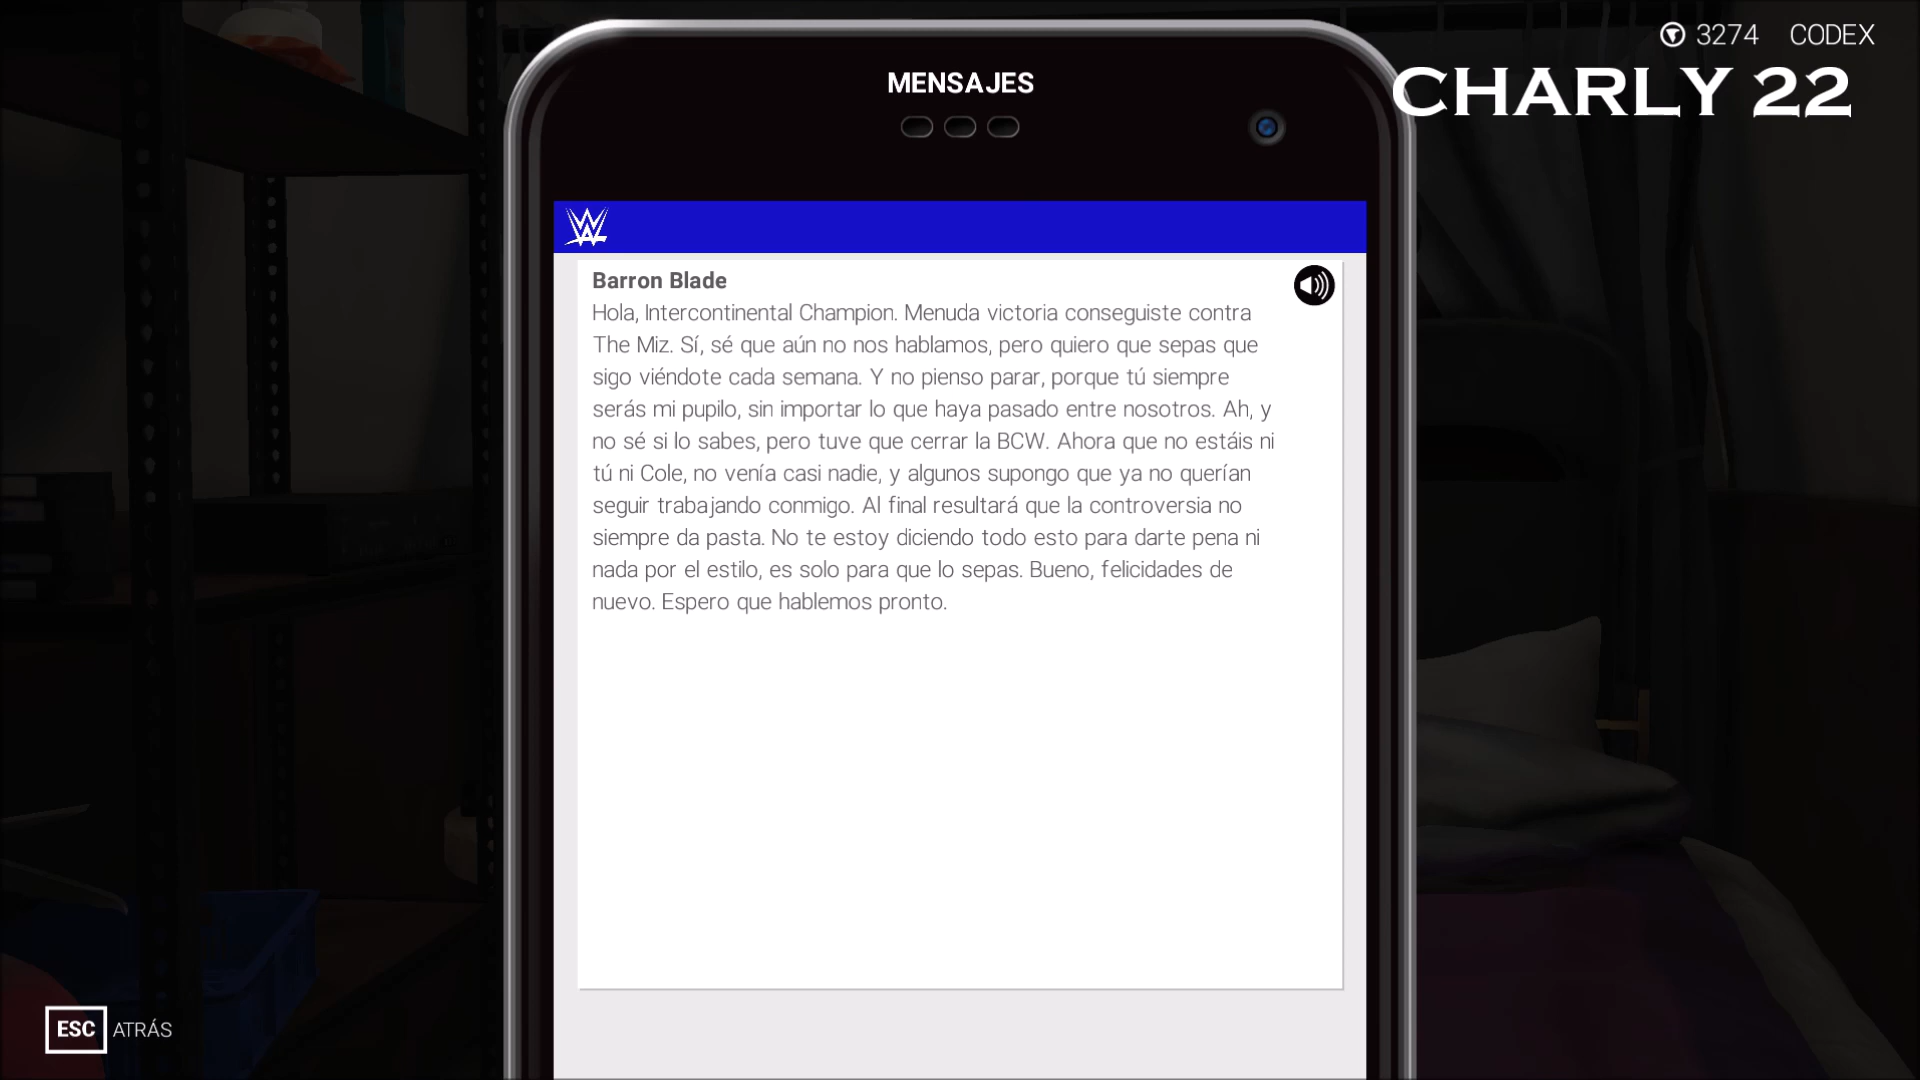 3274 CODEX
CHARLY 22
MENSAJES
W
Barron Blade
Hola, Intercontinental Champion. Menuda victoria conseguiste contra
The Miz. Sí, sé que aún no nos hablamos, pero quiero que sepas que
sigo viéndote cada semana. Y no pienso parar, porque tú siempre
serás mi pupilo, sin importar lo que haya pasado entre nosotros. Ah, y
no sé si lo sabes, pero tuve que cerrar la BCW. Ahora que no estáis ni
tú ni Cole, no venía casi nadie, y algunos supongo que ya no querían
seguir trabajando conmigo. Al final resultará que la controversia no
siempre da pasta. No te estoy diciendo todo esto para darte pena ni
nada por el estilo, es solo para que lo sepas. Bueno, felicidades de
nuevo. Espero que hablemos pronto.
ESC ATRÁS